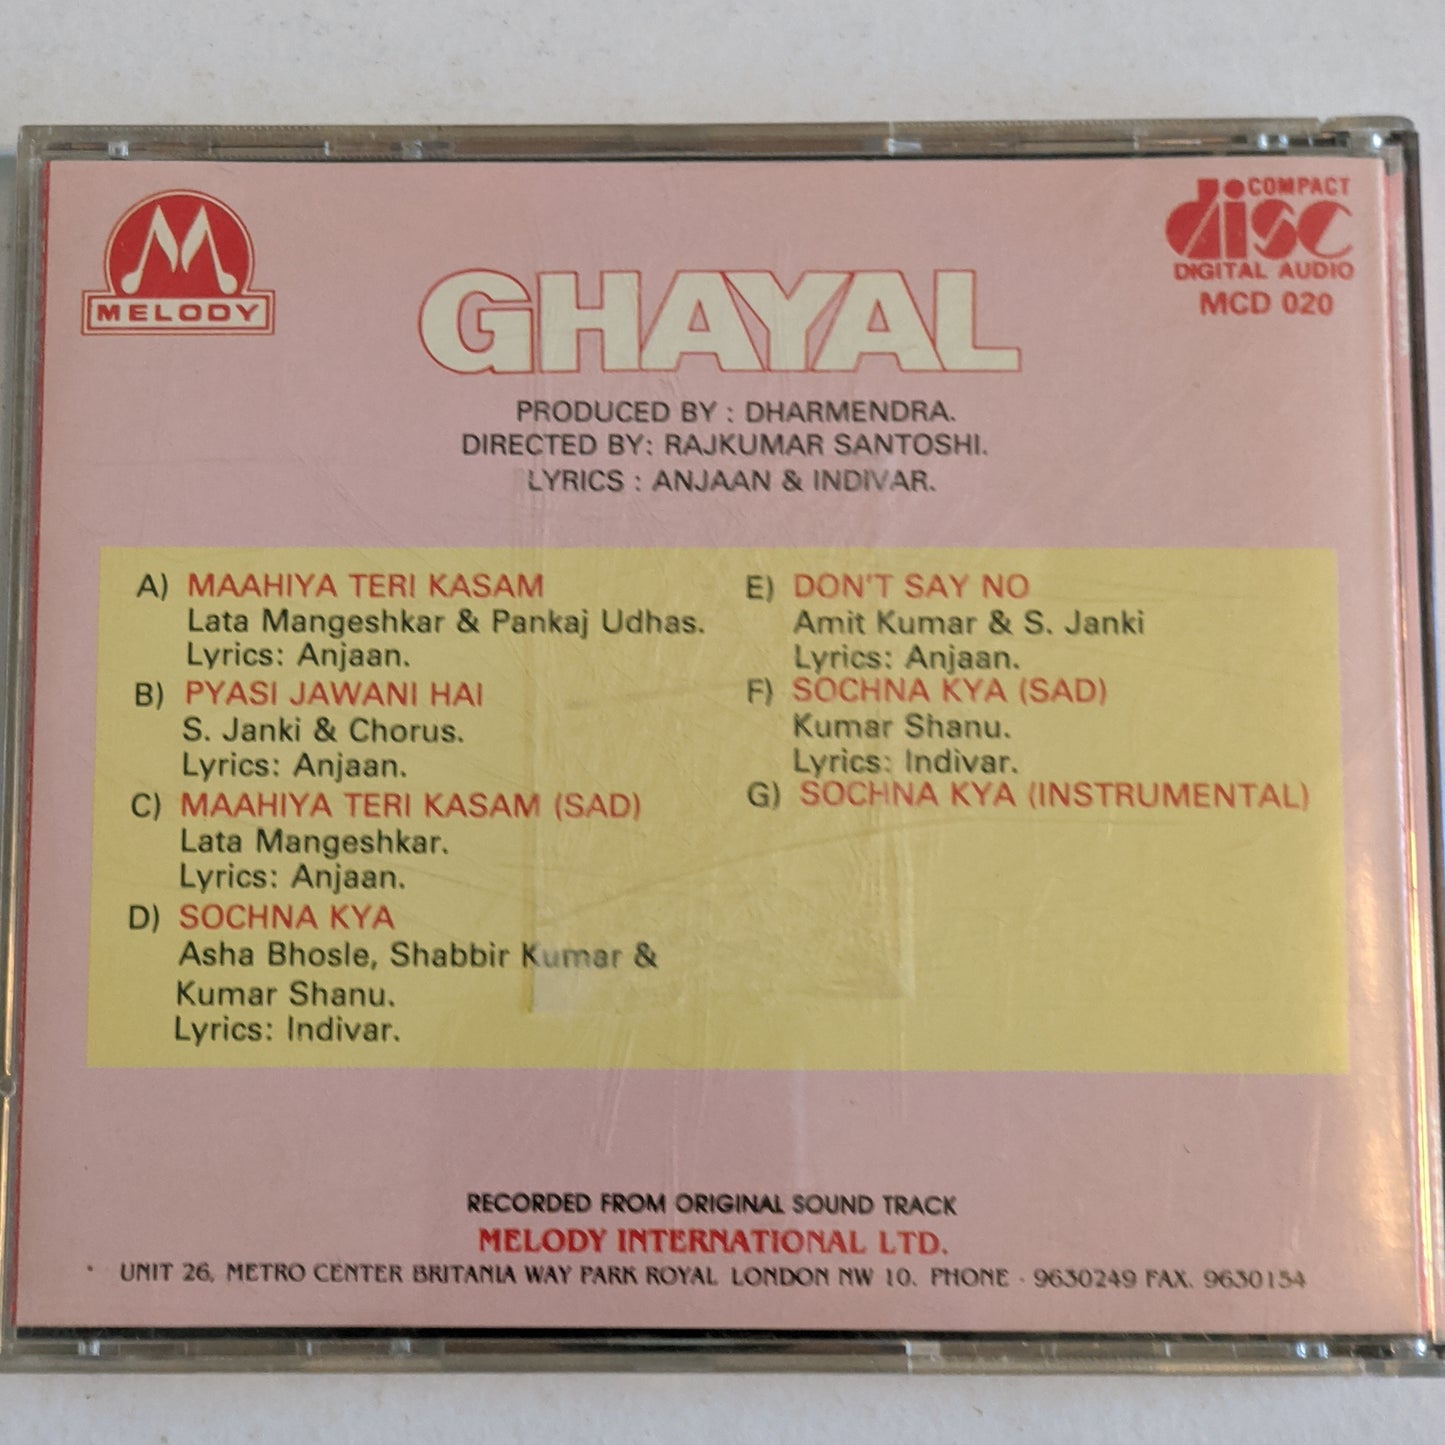 MELODY
COMPACT
disc
DIGITAL AUDIO
MCD 020
GHAYAL
PRODUCED BY : DHARMENDRA.
DIRECTED BY: RAJKUMAR SANTOSHI.
LYRICS : ANJAAN & INDIVAR.
A) MAAHIYA TERI KASAM
Lata Mangeshkar & Pankaj Udhas.
Lyrics: Anjaan.
B) PYASI JAWANI HAI
S. Janki & Chorus.
Lyrics: Anjaan.
C) MAAHIYA TERI KASAM (SAD)
Lata Mangeshkar.
Lyrics: Anjaan.
D) SOCHNA KYA
Asha Bhosle, Shabbir Kumar &
Kumar Shanu.
Lyrics: Indivar.
E) DON'T SAY NO
Amit Kumar & S. Janki
Lyrics: Anjaan.
F) SOCHNA KYA (SAD)
Kumar Shanu.
Lyrics: Indivar.
G) SOCHNA KYA (INSTRUMENTAL)
RECORDED FROM ORIGINAL SOUND TRACK
MELODY INTERNATIONAL LTD.
UNIT 26, METRO CENTER BRITANIA WAY PARK ROYAL LONDON NW 10. PHONE · 9630249 FAX. 9630154